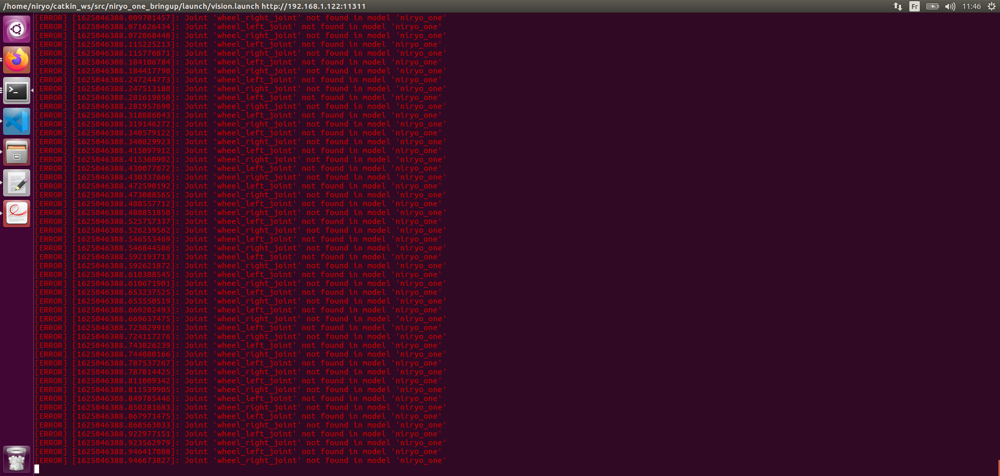 /home/niryo/catkin_ws/src/niryo_one_bringup/launch/vision.launch http://192.168.1.122:11311
Fr
11:46
[ERROR] [1625046388.009701457]: Joint 'wheel_right_joint' not found in model 'niryo_one'
[ERROR] [1625046388.071626434]: Joint 'wheel_left_joint' not found in model 'niryo_one'
[ERROR] [1625046388.072068448]: Joint 'wheel_right_joint' not found in model 'niryo_one'
[ERROR] [1625046388.115225213]: Joint 'wheel_left_joint' not found in model 'niryo_one'
[ERROR] [1625046388.115776871]: Joint 'wheel_right_joint' not found in model 'niryo_one'
[ERROR] [1625046388.184106784]: Joint 'wheel_left_joint' not found in model 'niryo_one'
[ERROR] [1625046388.184417798]: Joint 'wheel_right_joint' not found in model 'niryo_one'
[ERROR] [1625046388.247244773]: Joint 'wheel_left_joint' not found in model 'niryo_one'
[ERROR] [1625046388.247513180]: Joint 'wheel_right_joint' not found in model 'niryo_one'
[ERROR] [1625046388.281619850]: Joint 'wheel_left_joint' not found in model 'niryo_one'
[ERROR] [1625046388.281957690]: Joint 'wheel_right_joint' not found in model 'niryo_one'
[ERROR] [1625046388.318886043]: Joint 'wheel_left_joint' not found in model 'niryo_one'
[ERROR] [1625046388.319146272]: Joint 'wheel_right_joint' not found in model 'niryo_one'
[ERROR] [1625046388.340579122]: Joint 'wheel_left_joint' not found in model 'niryo_one'
[ERROR] [1625046388.340829923]: Joint 'wheel_right_joint' not found in model 'niryo_one'
[ERROR] [1625046388.415097912]: Joint 'wheel_left_joint' not found in model 'niryo_one'
[ERROR] [1625046388.415360902]: Joint 'wheel_right_joint' not found in model 'niryo_one'
[ERROR] [1625046388.430077072]: Joint 'wheel_left_joint' not found in model 'niryo_one'
[ERROR] [1625046388.430337666]: Joint 'wheel_right_joint' not found in model 'niryo_one'
[ERROR] [1625046388.472590192]: Joint 'wheel_left_joint' not found in model 'niryo_one'
[ERROR] [1625046388.473088565]: Joint 'wheel_right_joint' not found in model 'niryo_one'
[ERROR] [1625046388.488557712]: Joint 'wheel_left_joint' not found in model 'niryo_one'
[ERROR] [1625046388.488851850]: Joint 'wheel_right_joint' not found in model 'niryo_one'
[ERROR] [1625046388.525757337]: Joint 'wheel_left_joint' not found in model 'niryo_one'
[ERROR] [1625046388.526239562]: Joint 'wheel_right_joint' not found in model 'niryo_one'
[ERROR] [1625046388.546553469]: Joint 'wheel_left_joint' not found in model 'niryo_one'
[ERROR] [1625046388.546844586]: Joint 'wheel_right_joint' not found in model 'niryo_one'
[ERROR] [1625046388.592193713]: Joint 'wheel_left_joint' not found in model 'niryo_one'
[ERROR] [1625046388.592621872]: Joint 'wheel_right_joint' not found in model 'niryo_one'
[ERROR] [1625046388.610388545]: Joint 'wheel_left_joint' not found in model 'niryo_one'
[ERROR] [1625046388.610671901]: Joint 'wheel_right_joint' not found in model 'niryo_one'
[ERROR] [1625046388.653237525]: Joint 'wheel_left_joint' not found in model 'niryo_one'
[ERROR] [1625046388.653550519]: Joint 'wheel_right_joint' not found in model 'niryo_one'
[ERROR] [1625046388.669202493]: Joint 'wheel_left_joint' not found in model 'niryo_one'
[ERROR] [1625046388.669637475]: Joint 'wheel_right_joint' not found in model 'niryo_one'
[ERROR] [1625046388.723829910]: Joint 'wheel_left_joint' not found in model 'niryo_one'
[ERROR] [1625046388.724117276]: Joint 'wheel_right_joint' not found in model 'niryo_one'
[ERROR] [1625046388.743826239]: Joint 'wheel_left_joint' not found in model 'niryo_one'
[ERROR] [1625046388.744080166]: Joint 'wheel_right_joint' not found in model 'niryo_one'
[ERROR] [1625046388.787537267]: Joint 'wheel_left_joint' not found in model 'niryo_one'
[ERROR] [1625046388.787814425]: Joint 'wheel_right_joint' not found in model 'niryo_one'
[ERROR] [1625046388.811009342]: Joint 'wheel_left_joint' not found in model 'niryo_one'
[ERROR] [1625046388.811539905]: Joint 'wheel_right_joint' not found in model 'niryo_one'
[ERROR] [1625046388.849785446]: Joint 'wheel_left_joint' not found in model 'niryo_one'
[ERROR] [1625046388.850281683]: Joint 'wheel_right_joint' not found in model 'niryo_one'
[ERROR] [1625046388.867971475]: Joint 'wheel_left_joint' not found in model 'niryo_one'
[ERROR] [1625046388.868563033]: Joint 'wheel_right_joint' not found in model 'niryo_one'
[ERROR] [1625046388.922977151]: Joint 'wheel_left_joint' not found in model 'niryo_one'
[ERROR] [1625046388.923562979]: Joint 'wheel_right_joint' not found in model 'niryo_one'
[ERROR] [1625046388.946417088]: Joint 'wheel_left_joint' not found in model 'niryo_one'
[ERROR] [1625046388.946673827]: Joint 'wheel_right_joint' not found in model 'niryo_one'